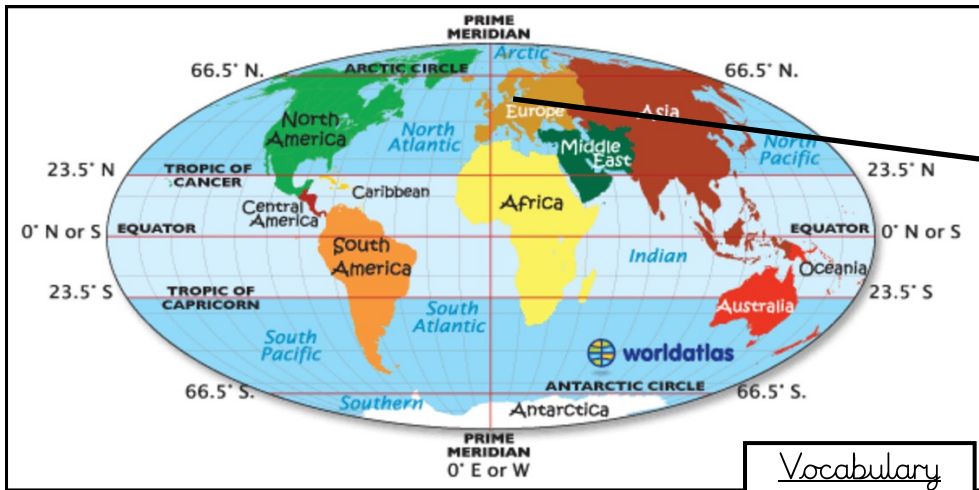 PRIME
MERIDIAN
Arctic
66.5° N.
ARCTIC CIRCLE
66.5° N.
North
America
North
Atlantic
Europe
Asia
North
Pacific
Middle
East
23.5° N
TROPIC OF
CANCER
23.5° N
Caribbean
Central
America
Africa
0° N or S
EQUATOR
EQUATOR
0° N or S
South
America
Indian
Oceania
23.5° S
TROPIC OF
CAPRICORN
23.5° S
Australia
South
Atlantic
South
Pacific
worldatlas
66.5° S.
ANTARCTIC CIRCLE
66.5° S.
Southern
Antarctica
PRIME
MERIDIAN
0° E or W
Vocabulary